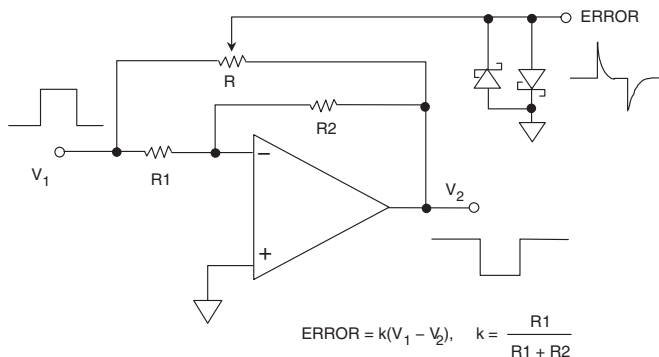 ERROR
R
R2
V₁
R1
−
+
V₂
ERROR = k(V₁ − V₂), k = R1 / R1 + R2